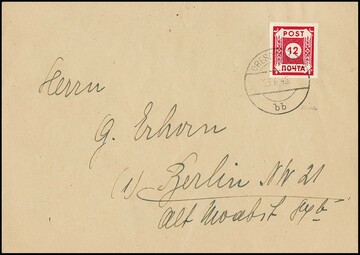 POST
12
ПОЧТА
bb
Herrn
G. Erhorn
(1) Berlin NW 21
Alt Moabit